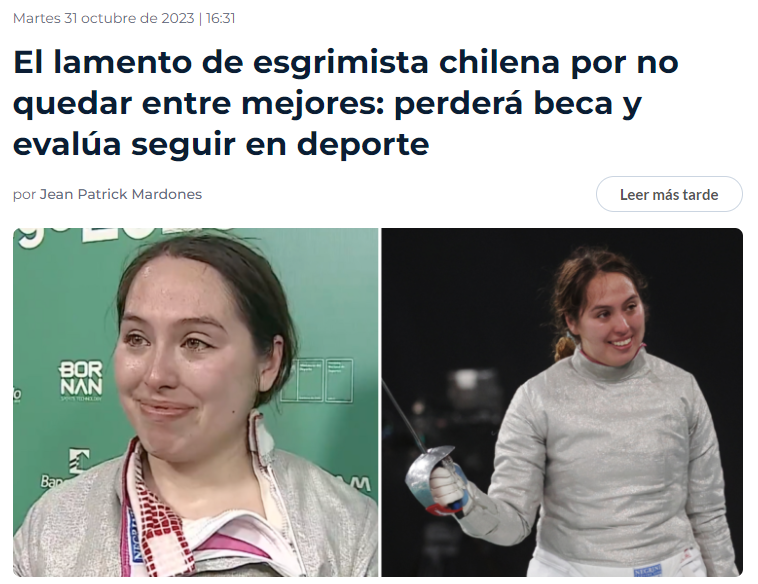 Martes 31 octubre de 2023 | 16:31
El lamento de esgrimista chilena por no
quedar entre mejores: perderá beca y
evalúa seguir en deporte
por Jean Patrick Mardones
Leer más tarde
BOR
NAN